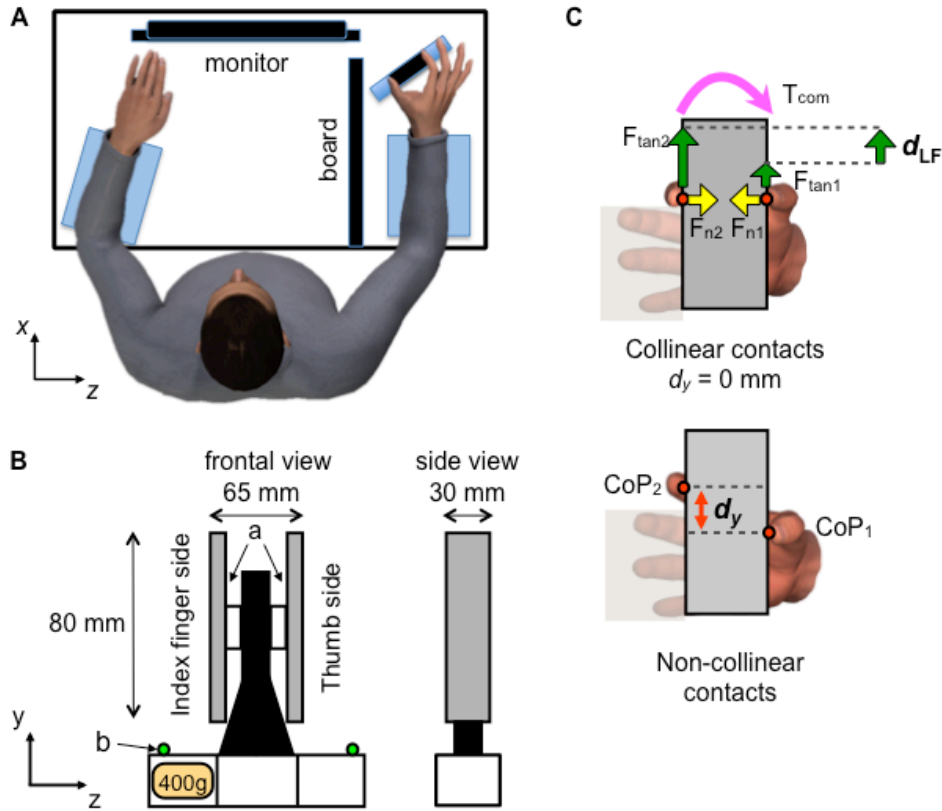 A
monitor
board
x
z
B
frontal view
65 mm
side view
30 mm
a
80 mm
Index finger side
Thumb side
y
b
z
400g
C
Tcom
Ftan2
dLF
Ftan1
Fn2
Fn1
Collinear contacts
dy = 0 mm
CoP2
dy
CoP1
Non-collinear
contacts